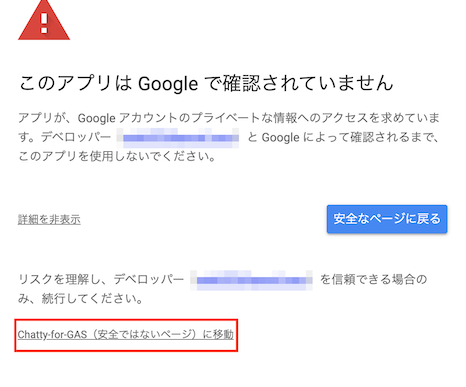 このアプリは Google で確認されていません
アプリが、Google アカウントのプライベートな情報へのアクセスを求めていま
す。デベロッパー と Google によって確認されるまで、
このアプリを使用しないでください。
詳細を非表示
安全なページに戻る
リスクを理解し、デベロッパー を信頼できる場合の
み、続行してください。
Chatty-for-GAS（安全ではないページ）に移動